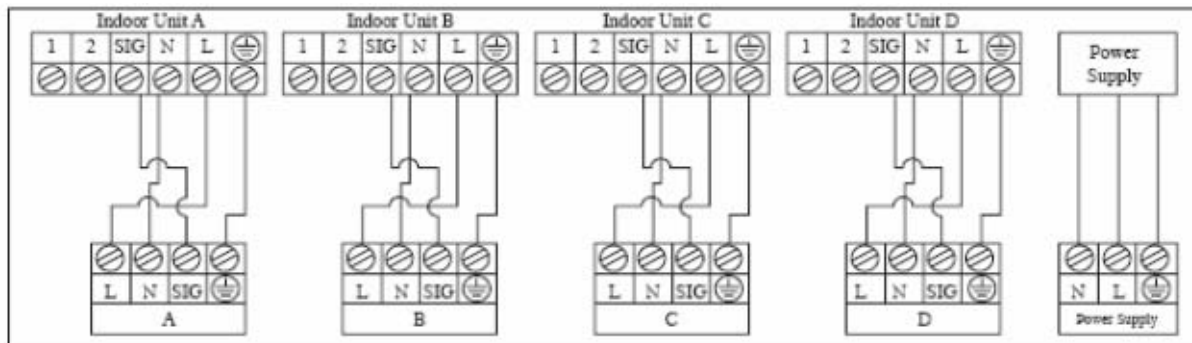 Indoor Unit A
Indoor Unit B
Indoor Unit C
Indoor Unit D
1 2 SIG N L
1 2 SIG N L
1 2 SIG N L
1 2 SIG N L
Power
Supply
L N SIG
L N SIG
L N SIG
L N SIG
N L
A
B
C
D
Power Supply